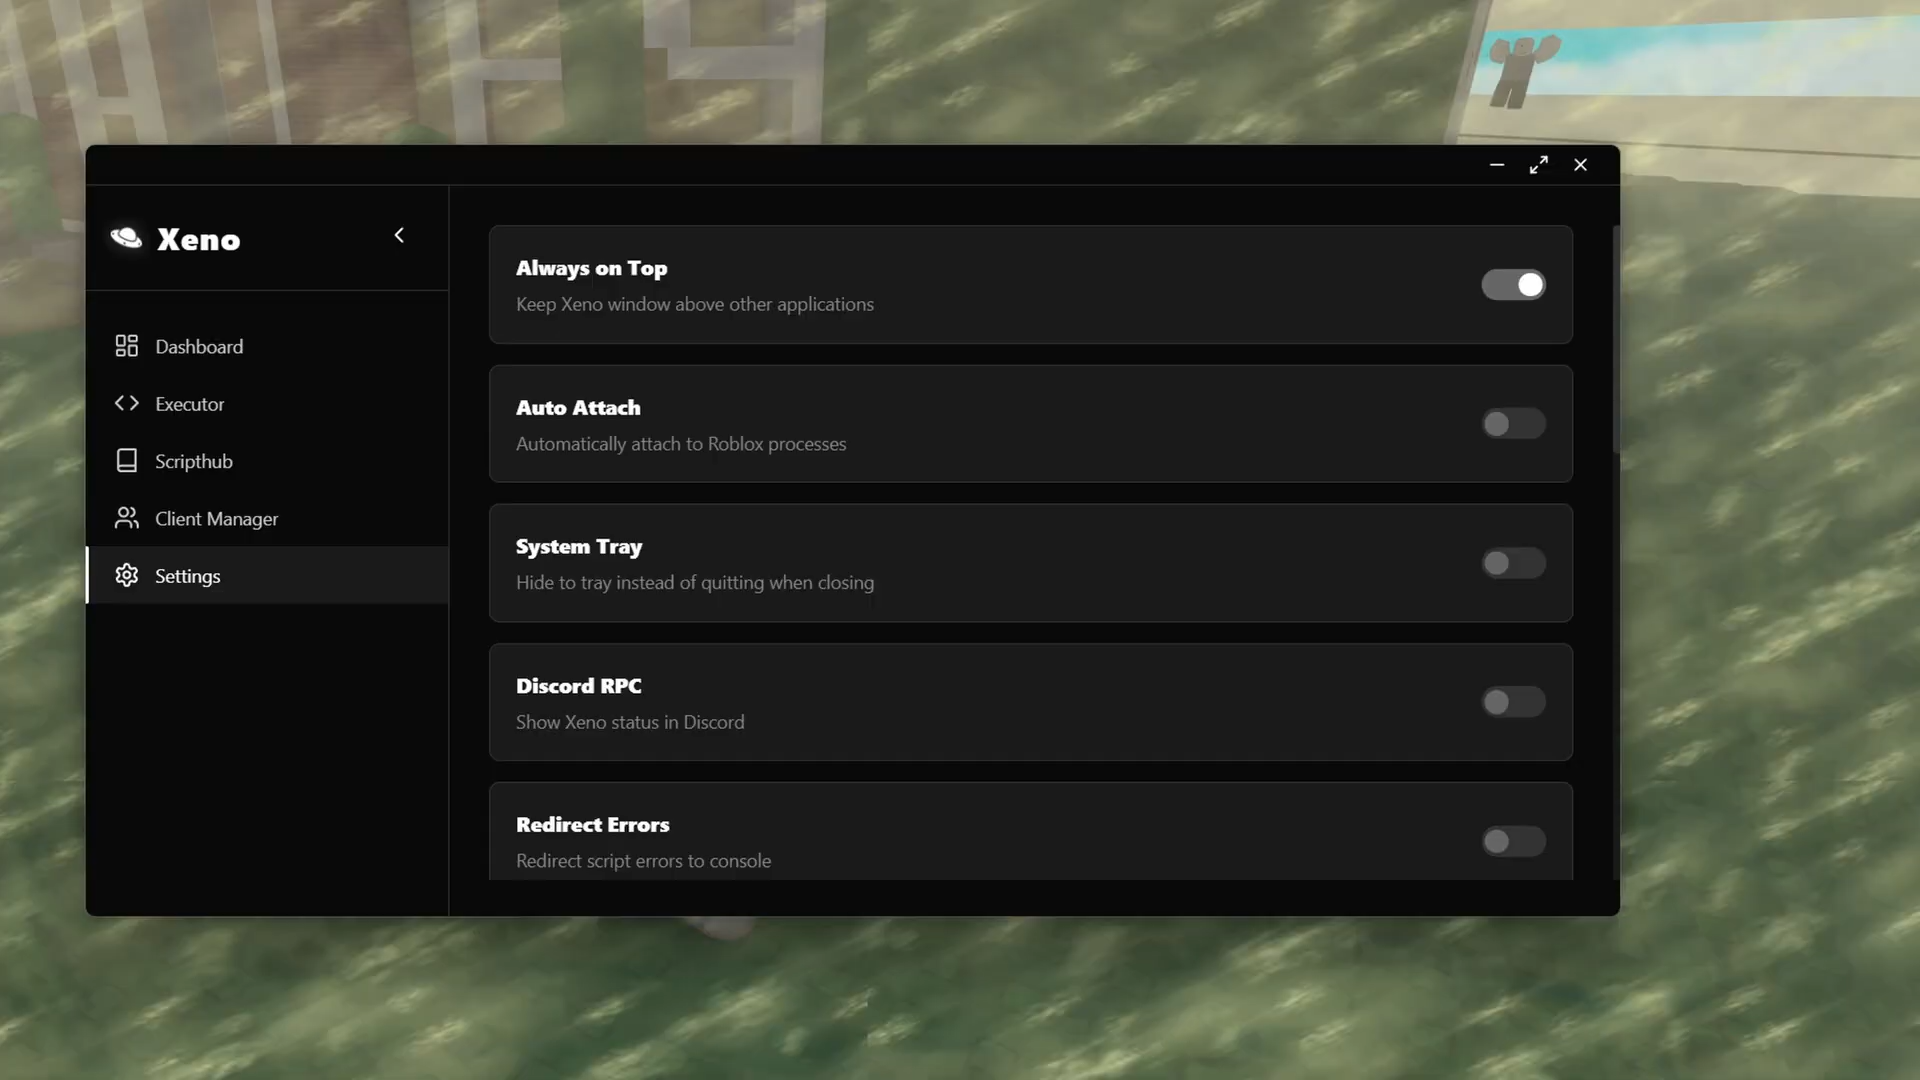 Xeno
Dashboard
Executor
Scripthub
Client Manager
Settings
Always on Top
Keep Xeno window above other applications
Auto Attach
Automatically attach to Roblox processes
System Tray
Hide to tray instead of quitting when closing
Discord RPC
Show Xeno status in Discord
Redirect Errors
Redirect script errors to console